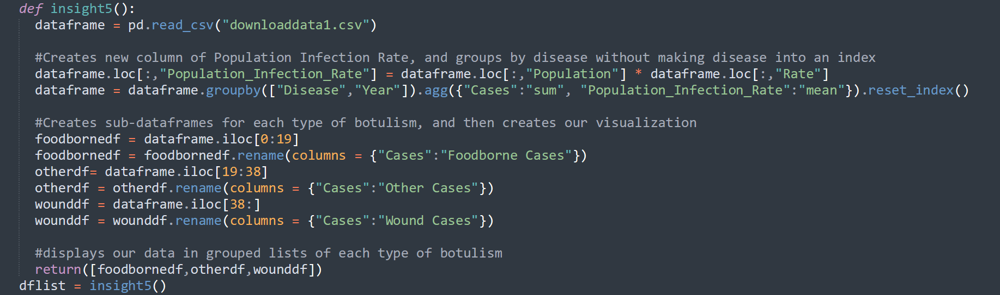 def insight5():
  dataframe = pd.read_csv("downloaddata1.csv")

  #Creates new column of Population Infection Rate, and groups by disease without making disease into an index
  dataframe.loc[:,"Population_Infection_Rate"] = dataframe.loc[:,"Population"] * dataframe.loc[:,"Rate"]
  dataframe = dataframe.groupby(["Disease","Year"]).agg({"Cases":"sum", "Population_Infection_Rate":"mean"}).reset_index()

  #Creates sub-dataframes for each type of botulism, and then creates our visualization
  foodbornedf = dataframe.iloc[0:19]
  foodbornedf = foodbornedf.rename(columns = {"Cases":"Foodborne Cases"})
  otherdf= dataframe.iloc[19:38]
  otherdf = otherdf.rename(columns = {"Cases":"Other Cases"})
  wounddf = dataframe.iloc[38:]
  wounddf = wounddf.rename(columns = {"Cases":"Wound Cases"})

  #displays our data in grouped lists of each type of botulism
  return([foodbornedf,otherdf,wounddf])
dflist = insight5()